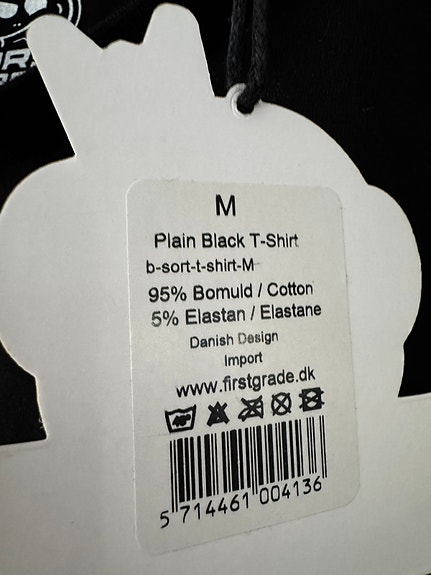 M
Plain Black T-Shirt
b-sort-t-shirt-M
95% Bomuld / Cotton
5% Elastan / Elastane
Danish Design
Import
www.firstgrade.dk
5 714461 004136